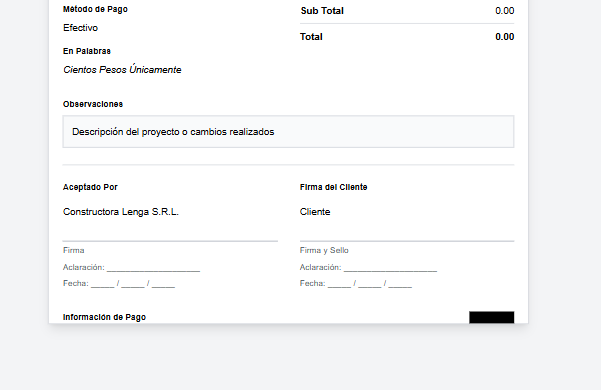 Método de Pago
Efectivo
En Palabras
Cientos Pesos Únicamente
Sub Total 0.00
Total 0.00
Observaciones
Descripción del proyecto o cambios realizados
Aceptado Por
Constructora Lenga S.R.L.
Firma
Aclaración: ____________________
Fecha: _____ / _____ / _____
Firma del Cliente
Cliente
Firma y Sello
Aclaración: ____________________
Fecha: _____ / _____ / _____
Información de Pago